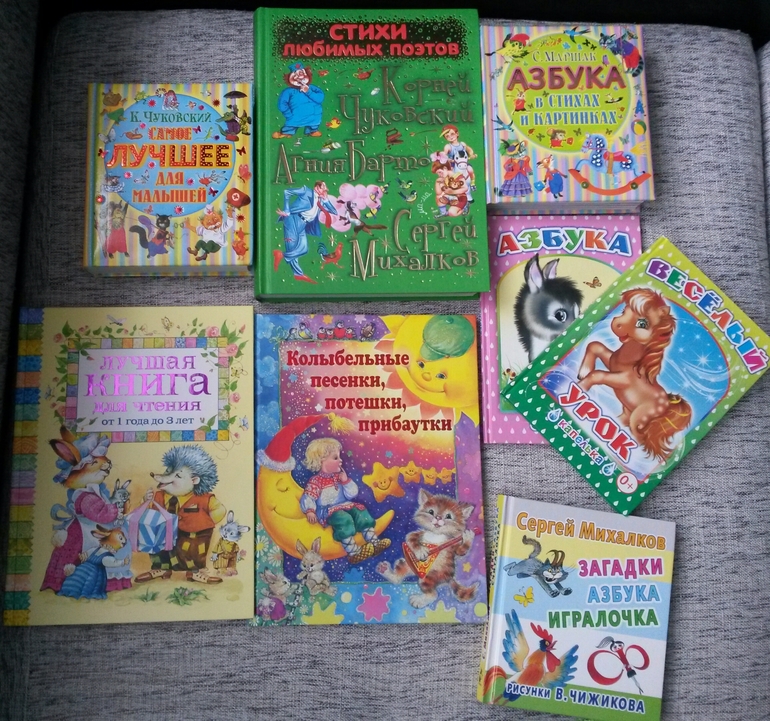 К. Чуковский
САМОЕ
ЛУЧШЕЕ
ДЛЯ
МАЛЫШЕЙ
СТИХИ
ЛЮБИМЫХ ПОЭТОВ
Корней
Чуковский
Агния Барто
Сергей
Михалков
С. Маршак
АЗБУКА
В СТИХАХ
И КАРТИНКАХ
АЗБУКА
ВЕСЁЛЫЙ
УРОК
капелька
0+
лучшая
книга
для чтения
от 1 года до 3 лет
Колыбельные
песенки,
потешки,
прибаутки
Сергей Михалков
ЗАГАДКИ
АЗБУКА
ИГРАЛОЧКА
РИСУНКИ В. ЧИЖИКОВА